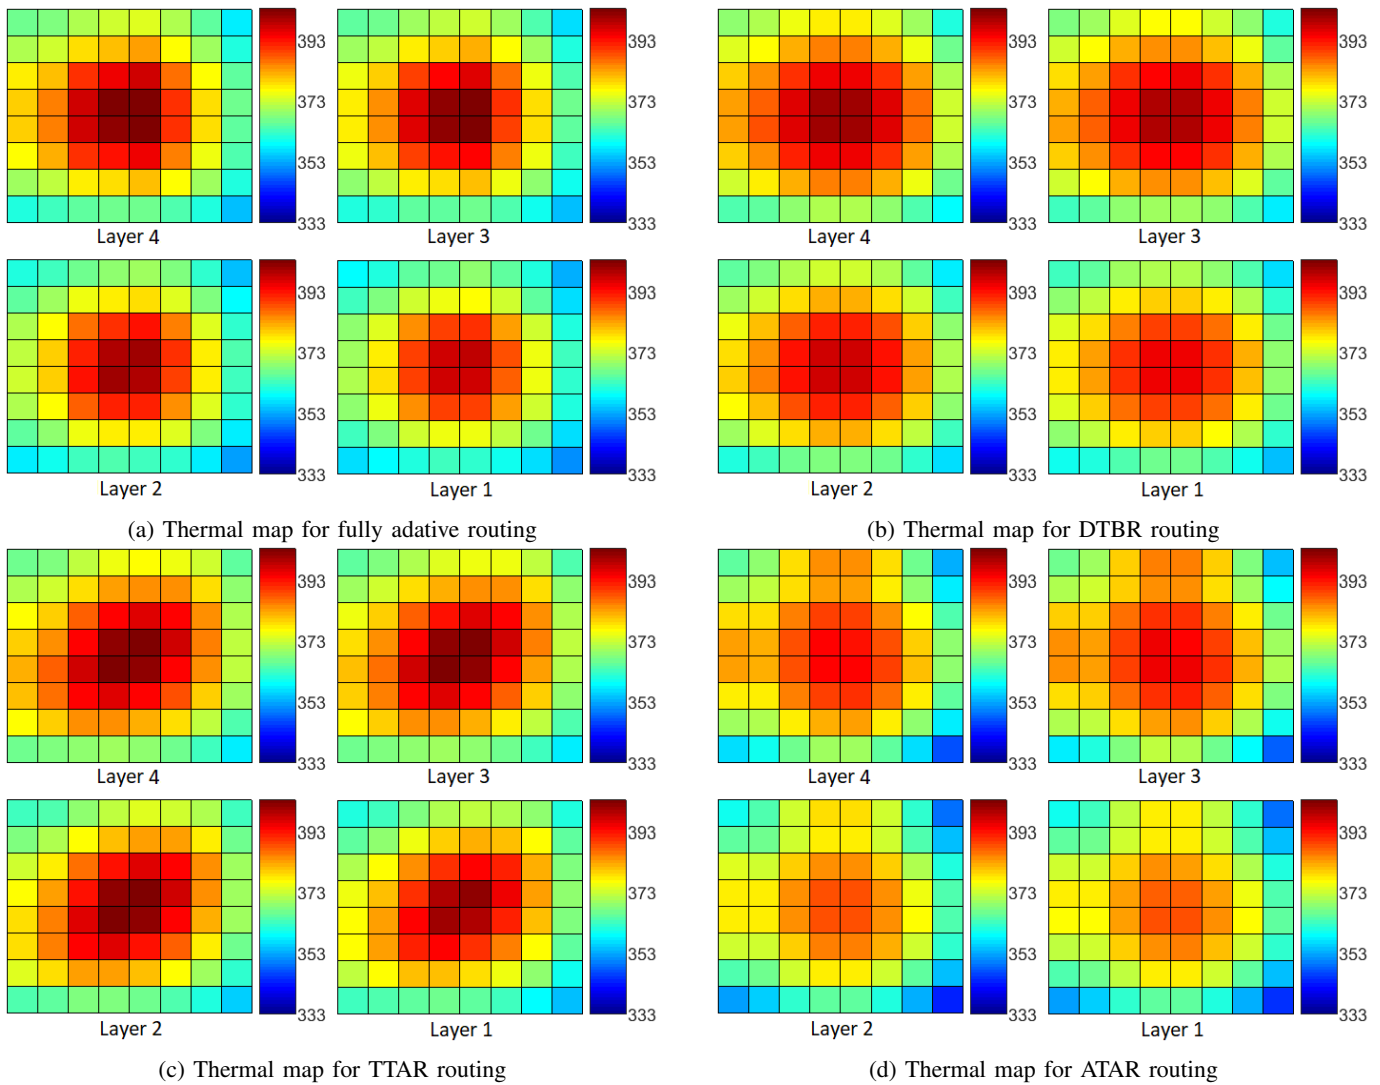 393 393 393 393
373 373 373 373
353 353 353 353
333 333 333 333
Layer 4 Layer 3 Layer 4 Layer 3
393 393 393 393
373 373 373 373
353 353 353 353
333 333 333 333
Layer 2 Layer 1 Layer 2 Layer 1
(a) Thermal map for fully adative routing (b) Thermal map for DTBR routing
393 393 393 393
373 373 373 373
353 353 353 353
333 333 333 333
Layer 4 Layer 3 Layer 4 Layer 3
393 393 393 393
373 373 373 373
353 353 353 353
333 333 333 333
Layer 2 Layer 1 Layer 2 Layer 1
(c) Thermal map for TTAR routing (d) Thermal map for ATAR routing